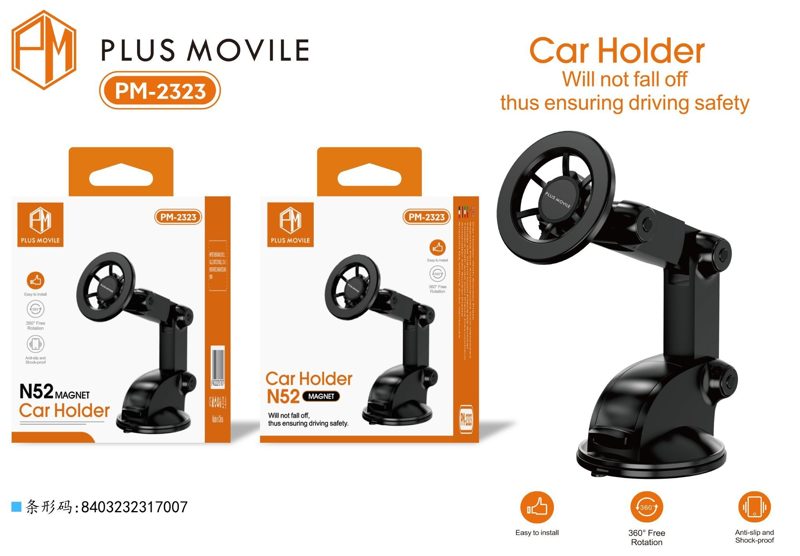 PM
PLUS MOVILE
PM-2323
Car Holder
Will not fall off
thus ensuring driving safety
PM
PLUS MOVILE
PM-2323
Easy to install
360° Free
Rotation
Anti-slip and
Shock-proof
N52 MAGNET
Car Holder
PM
PLUS MOVILE
PM-2323
Easy to install
360° Free
Rotation
Car Holder
N52 MAGNET
Will not fall off,
thus ensuring driving safety.
PLUS MOVILE
条形码:8403232317007
Easy to install
360°
360° Free
Rotation
Anti-slip and
Shock-proof